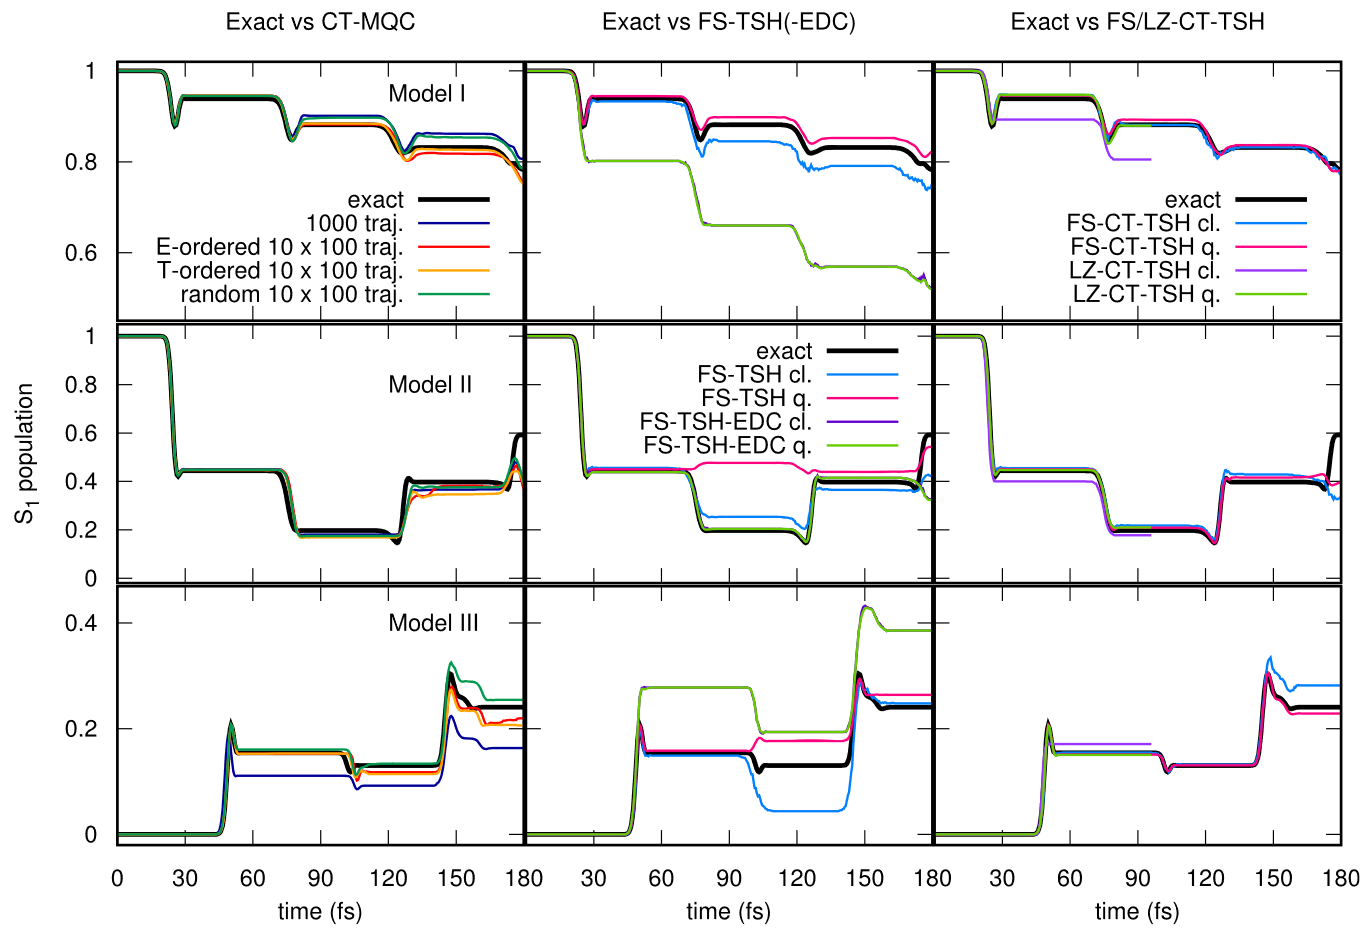 Exact vs CT-MQC
Exact vs FS-TSH(-EDC)
Exact vs FS/LZ-CT-TSH
S1 population
1
0.8
0.6
Model I
exact
1000 traj.
E-ordered 10 x 100 traj.
T-ordered 10 x 100 traj.
random 10 x 100 traj.
exact
FS-CT-TSH cl.
FS-CT-TSH q.
LZ-CT-TSH cl.
LZ-CT-TSH q.
1
0.8
0.6
0.4
0.2
0
Model II
exact
FS-TSH cl.
FS-TSH q.
FS-TSH-EDC cl.
FS-TSH-EDC q.
0.4
0.2
0
Model III
0 30 60 90 120 150 180
30 60 90 120 150 180
30 60 90 120 150 180
time (fs)
time (fs)
time (fs)